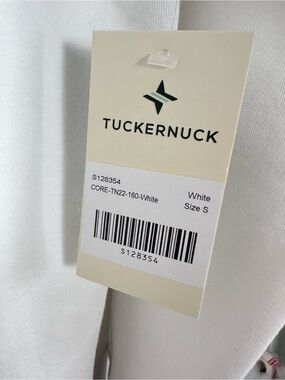 TUCKERNUCK
S128354
CORE-TN22-160-White
White
Size S
S128354